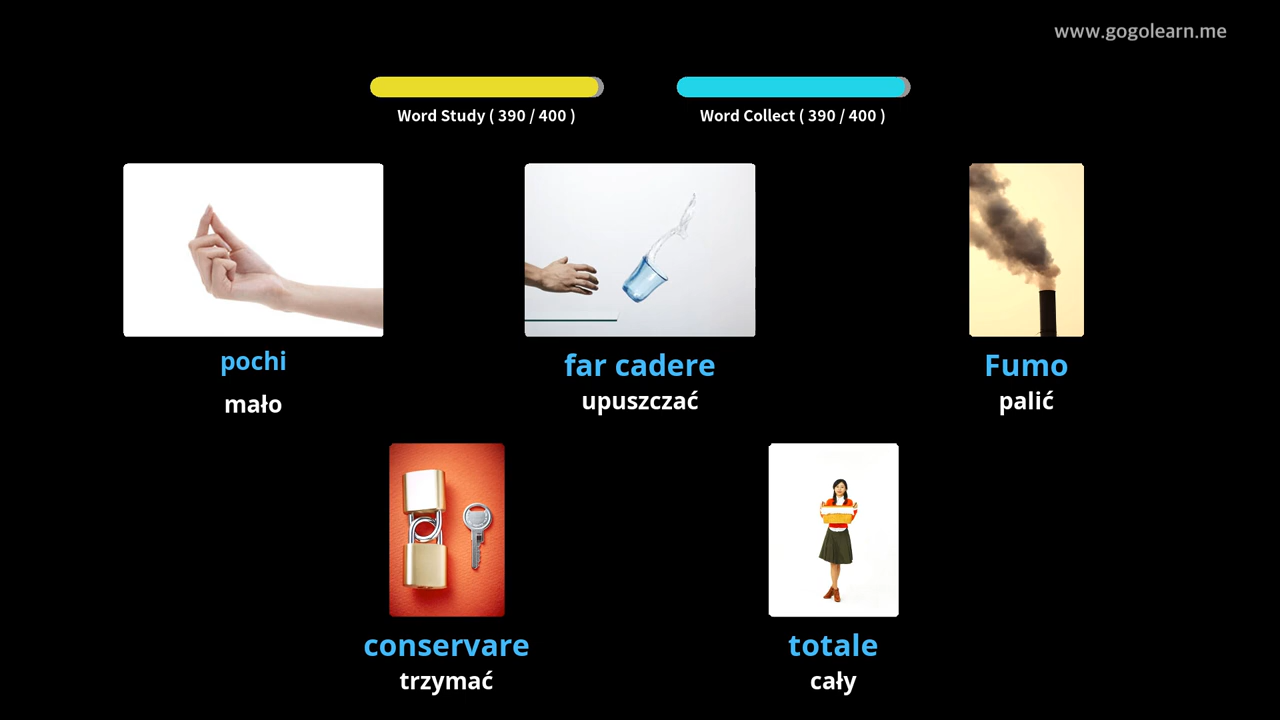 www.gogolearn.me
Word Study ( 390 / 400 )
Word Collect ( 390 / 400 )
pochi
mało
far cadere
upuszczać
Fumo
palić
conservare
trzymać
totale
cały